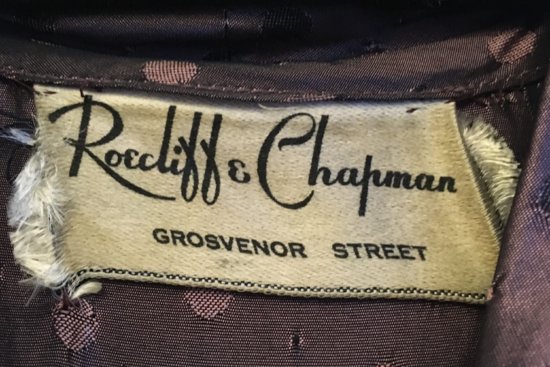 Roecliff & Chapman
GROSVENOR STREET